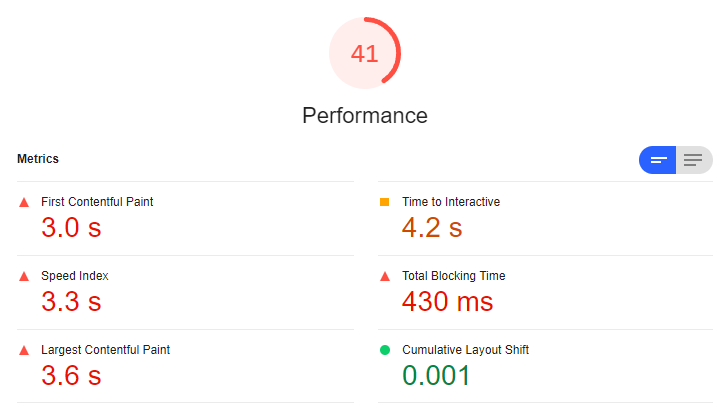 41
Performance
Metrics
First Contentful Paint
3.0 s
Time to Interactive
4.2 s
Speed Index
3.3 s
Total Blocking Time
430 ms
Largest Contentful Paint
3.6 s
Cumulative Layout Shift
0.001